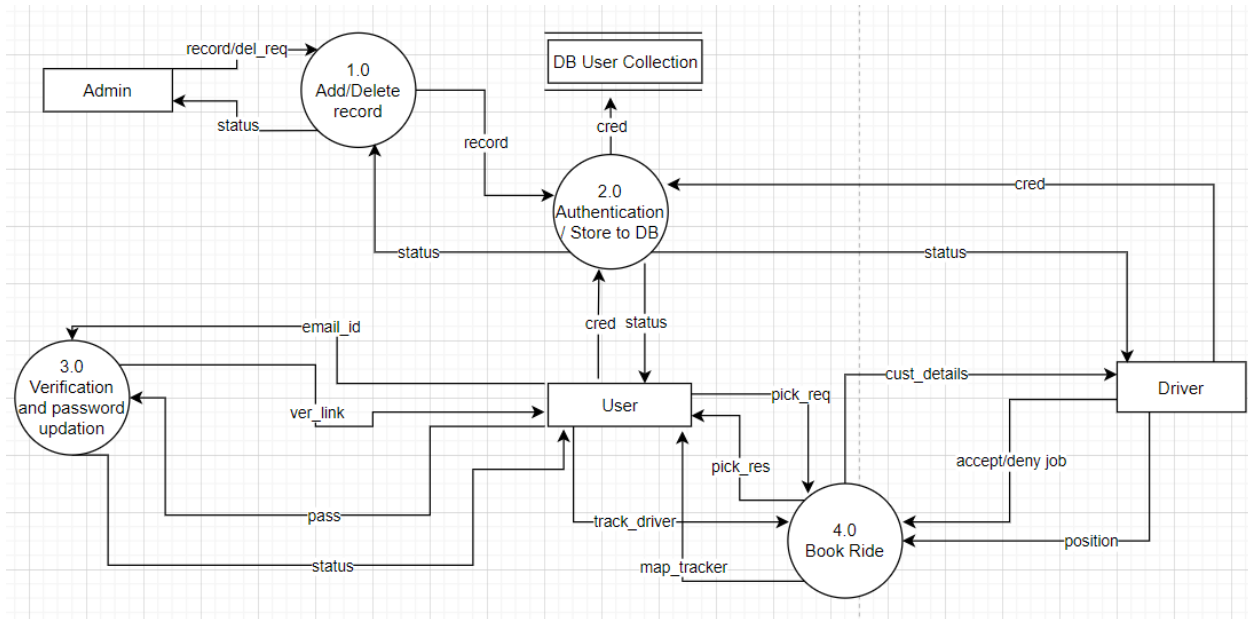 record/del_req
Admin
status
1.0
Add/Delete
record
record
DB User Collection
cred
2.0
Authentication
/ Store to DB
cred
status
status
cred
status
email_id
3.0
Verification
and password
updation
ver_link
pass
status
User
pick_req
pick_res
track_driver
map_tracker
cust_details
Driver
accept/deny job
position
4.0
Book Ride